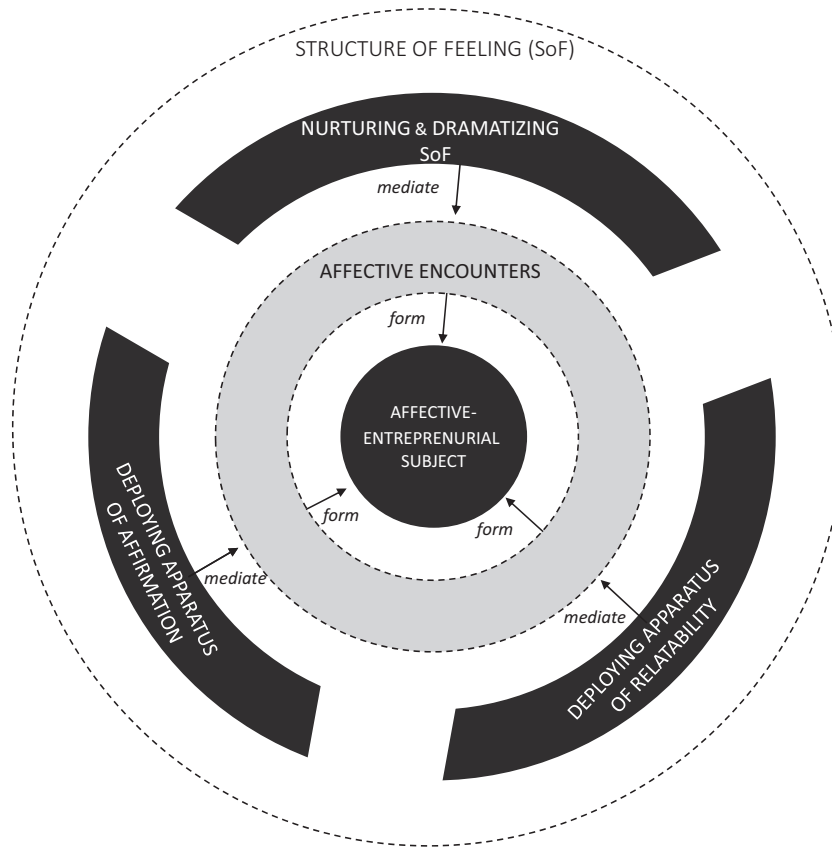 STRUCTURE OF FEELING (SoF)
NURTURING & DRAMATIZING
SoF
mediate
AFFECTIVE ENCOUNTERS
form
AFFECTIVE-
ENTREPRENURIAL
SUBJECT
DEPLOYING APPARATUS
OF AFFIRMATION
mediate
form
form
mediate
DEPLOYING APPARATUS
OF RELATABILITY